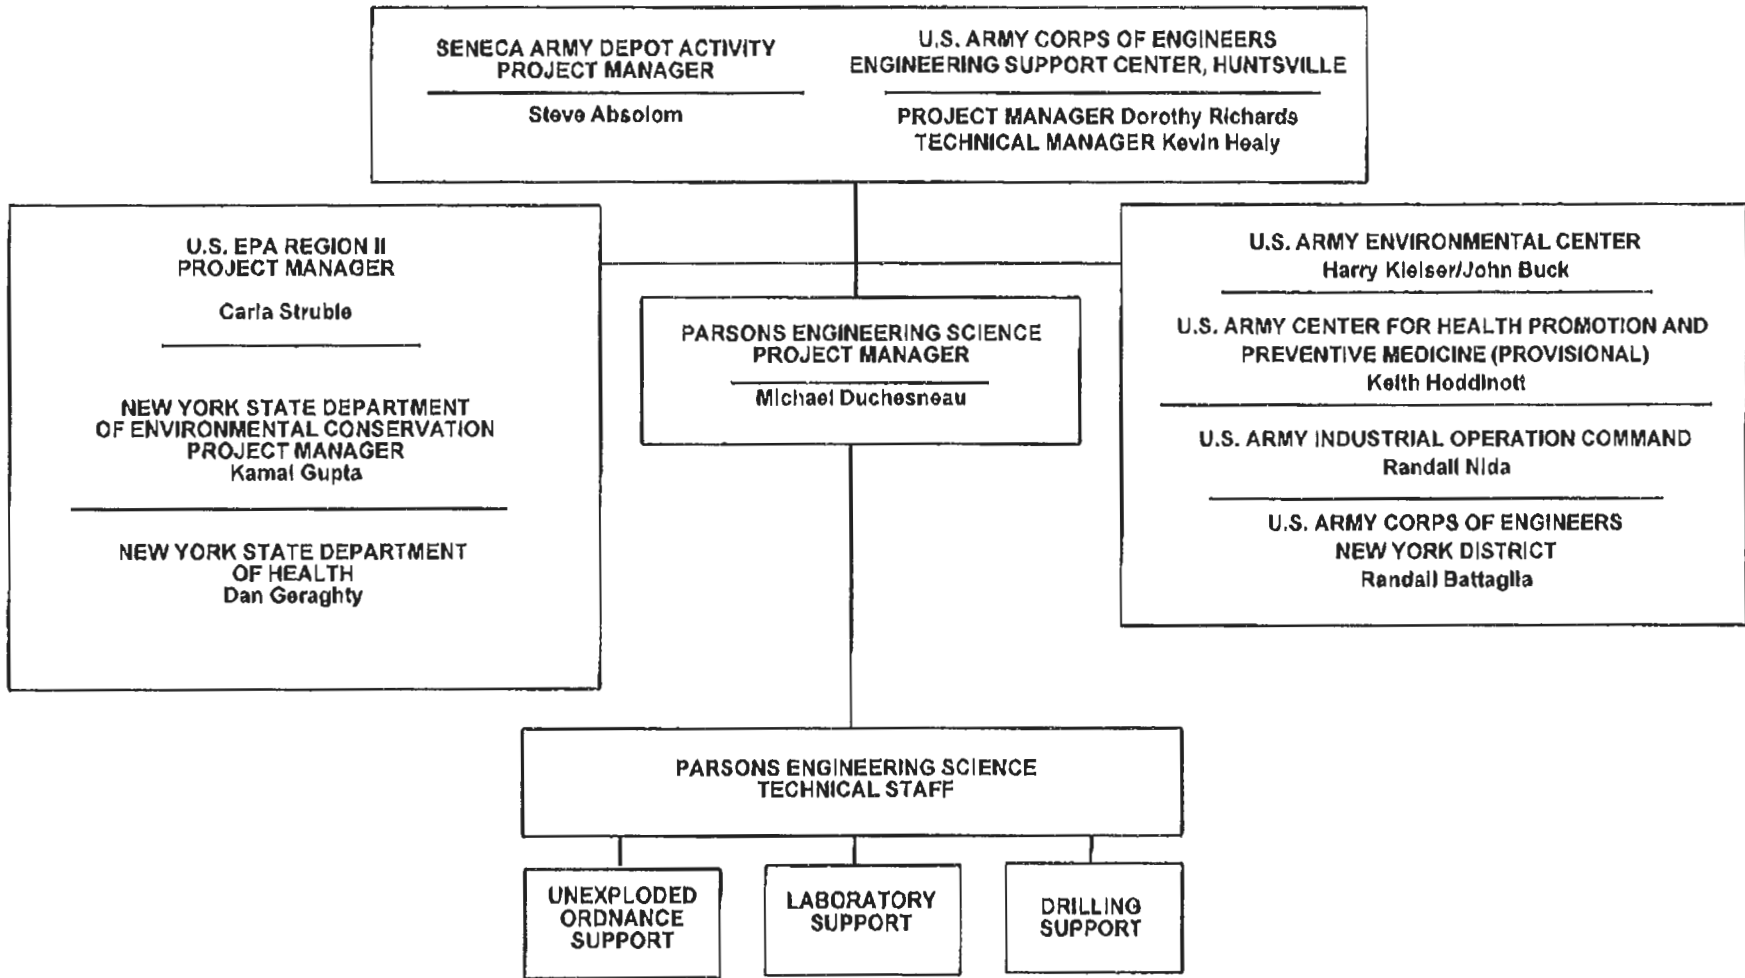 SENECA ARMY DEPOT ACTIVITY
PROJECT MANAGER
Steve Absolom
U.S. ARMY CORPS OF ENGINEERS
ENGINEERING SUPPORT CENTER, HUNTSVILLE
PROJECT MANAGER Dorothy Richards
TECHNICAL MANAGER Kevin Healy
U.S. EPA REGION II
PROJECT MANAGER
Carla Struble
NEW YORK STATE DEPARTMENT
OF ENVIRONMENTAL CONSERVATION
PROJECT MANAGER
Kamal Gupta
NEW YORK STATE DEPARTMENT
OF HEALTH
Dan Geraghty
PARSONS ENGINEERING SCIENCE
PROJECT MANAGER
Michael Duchesneau
U.S. ARMY ENVIRONMENTAL CENTER
Harry Kleiser/John Buck
U.S. ARMY CENTER FOR HEALTH PROMOTION AND
PREVENTIVE MEDICINE (PROVISIONAL)
Keith Hoddinott
U.S. ARMY INDUSTRIAL OPERATION COMMAND
Randall Nida
U.S. ARMY CORPS OF ENGINEERS
NEW YORK DISTRICT
Randall Battaglia
PARSONS ENGINEERING SCIENCE
TECHNICAL STAFF
UNEXPLODED
ORDNANCE
SUPPORT
LABORATORY
SUPPORT
DRILLING
SUPPORT